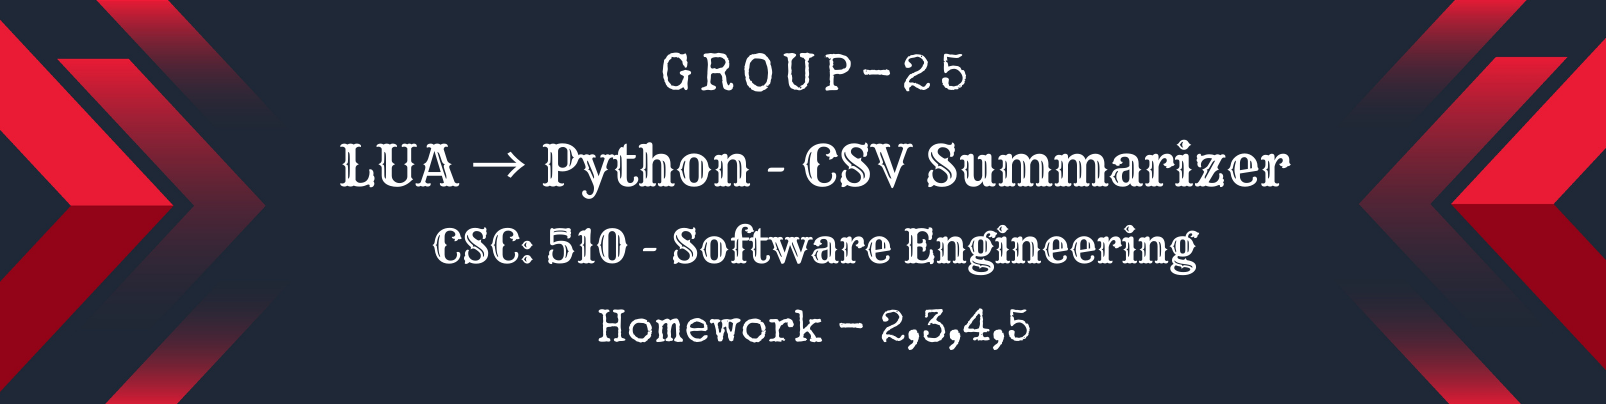 GROUP-25
LUA → Python - CSV Summarizer
CSC: 510 - Software Engineering
Homework - 2,3,4,5